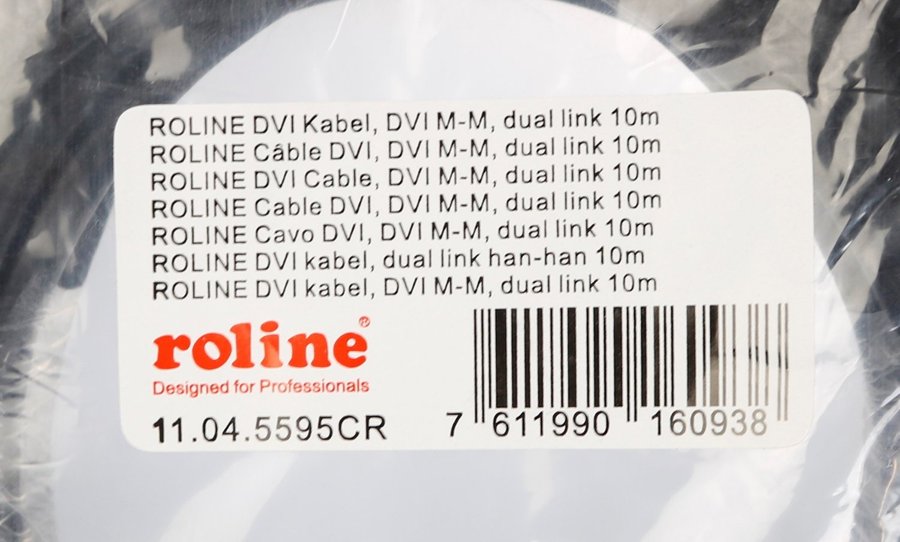 ROLINE DVI Kabel, DVI M-M, dual link 10m
ROLINE Câble DVI, DVI M-M, dual link 10m
ROLINE DVI Cable, DVI M-M, dual link 10m
ROLINE Cable DVI, DVI M-M, dual link 10m
ROLINE Cavo DVI, DVI M-M, dual link 10m
ROLINE DVI kabel, dual link han-han 10m
ROLINE DVI kabel, DVI M-M, dual link 10m
roline®
Designed for Professionals
11.04.5595CR
7 611990 160938